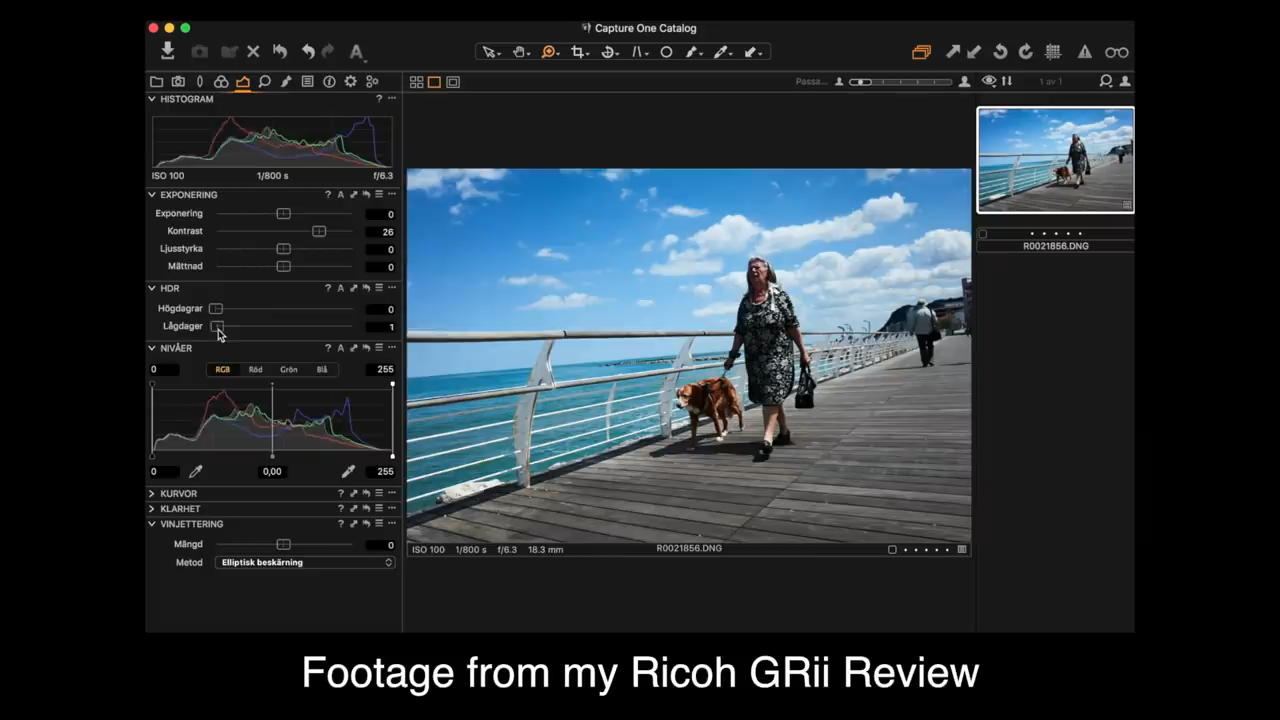 Capture One Catalog
A
Passa...
1 av 1
HISTOGRAM ? ...
ISO 100 1/800 s f/6.3
EXPONERING ? A ...
Exponering 0
Kontrast 26
Ljusstyrka 0
Mättnad 0
HDR ? A ...
Högdagrar 0
Lågdager 1
NIVÅER ? A ...
0 RGB Röd Grön Blå 255
0 0,00 255
KURVOR ? ...
KLARHET ? ...
VINJETTERING ? ...
Mängd 0
Metod Elliptisk beskärning
ISO 100 1/800 s f/6.3 18.3 mm R0021856.DNG
R0021856.DNG
Footage from my Ricoh GRii Review